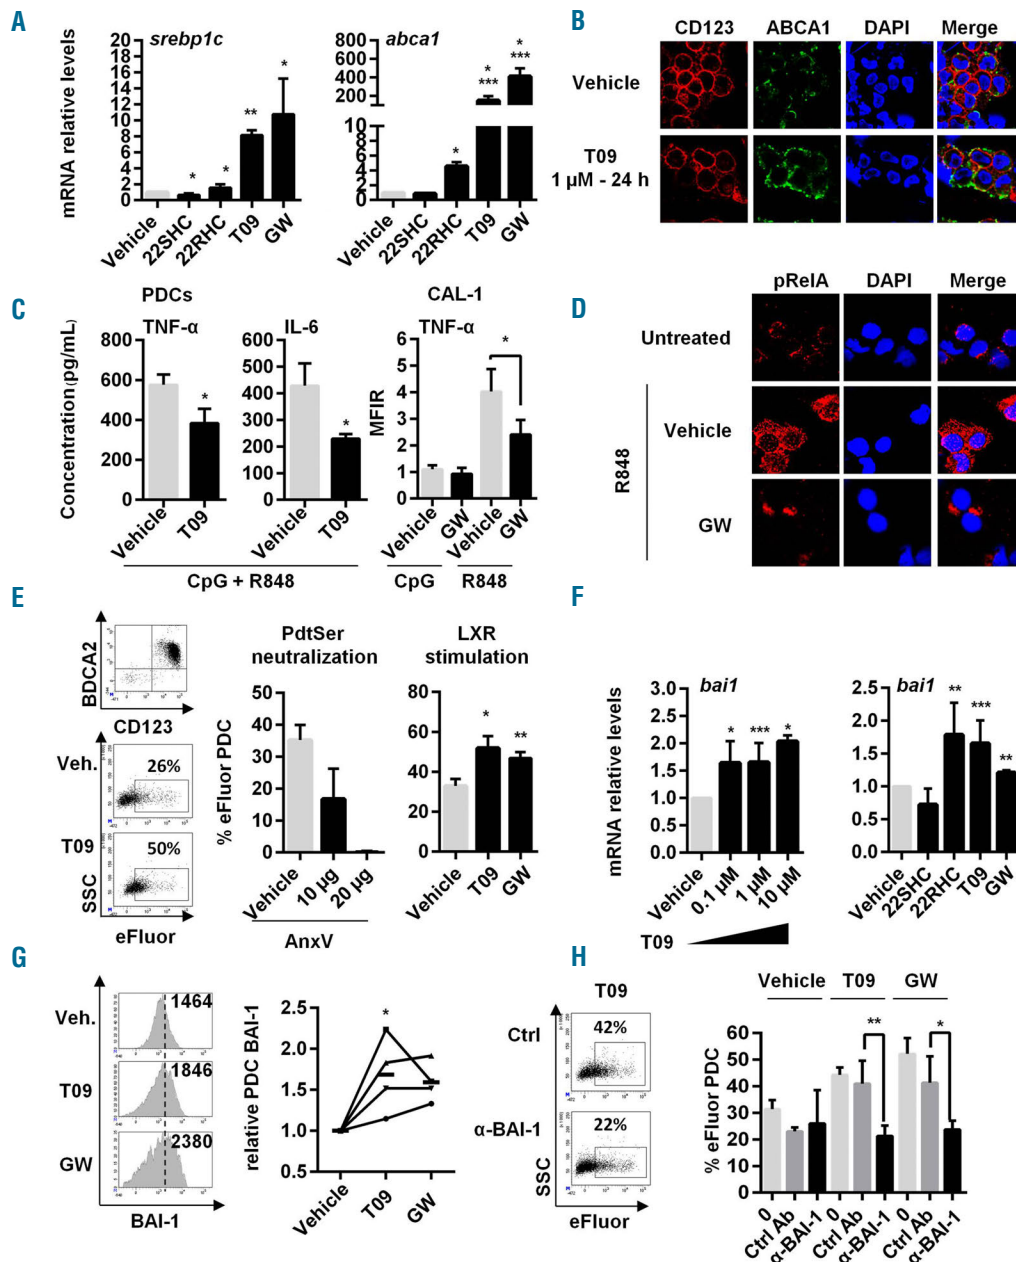 A
srebp1c
mRNA relative levels
20
18
16
14
12
10
8
6
4
2
0
*
*
**
*
Vehicle
22SHC
22RHC
T09
GW
abca1
800
600
400
200
6
4
2
0
*
*
***
*
***
Vehicle
22SHC
22RHC
T09
GW
B
CD123 ABCA1 DAPI Merge
Vehicle
T09
1 µM - 24 h
C
PDCs
TNF-α
Concentration (pg/mL)
800
600
400
200
0
*
Vehicle
T09
IL-6
600
500
400
300
200
100
0
*
Vehicle
T09
CpG + R848
CAL-1
TNF-α
MFIR
6
5
4
3
2
1
0
*
Vehicle
GW
Vehicle
GW
CpG R848
D
pRelA DAPI Merge
Untreated
R848
Vehicle
GW
E
BDCA2
CD123
Veh.
26%
T09
50%
SSC
eFluor
PdtSer
neutralization
% eFluor PDC
50
40
30
20
10
0
Vehicle
10 µg
20 µg
AnxV
LXR
stimulation
80
60
40
20
0
*
**
Vehicle
T09
GW
F
bai1
mRNA relative levels
3.0
2.5
2.0
1.5
1.0
0.5
0.0
*
***
*
Vehicle
0.1 µM
1 µM
10 µM
T09
bai1
2.5
2.0
1.5
1.0
0.5
0.0
**
***
**
Vehicle
22SHC
22RHC
T09
GW
G
Veh.
1464
T09
1846
GW
2380
BAI-1
relative PDC BAI-1
2.5
2.0
1.5
1.0
0.5
*
Vehicle
T09
GW
H
T09
Ctrl
42%
α-BAI-1
22%
SSC
eFluor
Vehicle T09 GW
% eFluor PDC
60
50
40
30
20
10
0
**
*
0
Ctrl Ab
α-BAI-1
0
Ctrl Ab
α-BAI-1
0
Ctrl Ab
α-BAI-1